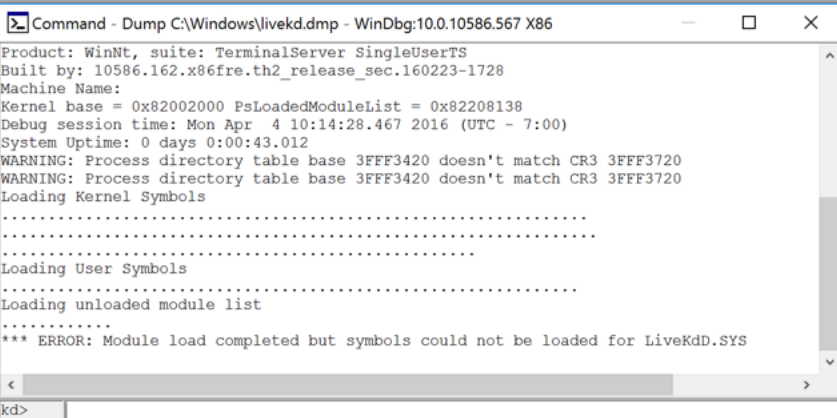 Command - Dump C:\Windows\livekd.dmp - WinDbg:10.0.10586.567 X86
Product: WinNt, suite: TerminalServer SingleUserTS
Built by: 10586.162.x86fre.th2_release_sec.160223-1728
Machine Name:
Kernel base = 0x82002000 PsLoadedModuleList = 0x82208138
Debug session time: Mon Apr  4 10:14:28.467 2016 (UTC - 7:00)
System Uptime: 0 days 0:00:43.012
WARNING: Process directory table base 3FFF3420 doesn't match CR3 3FFF3720
WARNING: Process directory table base 3FFF3420 doesn't match CR3 3FFF3720
Loading Kernel Symbols
...............................................................
................................................................
...................................................
Loading User Symbols
..............................................................
Loading unloaded module list
............
*** ERROR: Module load completed but symbols could not be loaded for LiveKdD.SYS
kd>